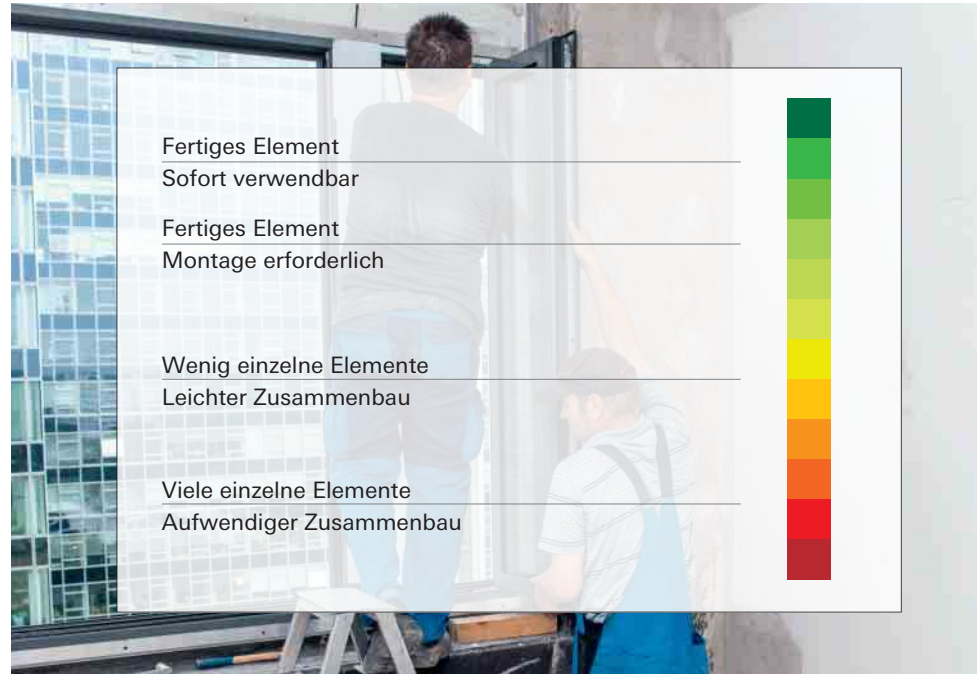 Fertiges Element
Sofort verwendbar
Fertiges Element
Montage erforderlich
Wenig einzelne Elemente
Leichter Zusammenbau
Viele einzelne Elemente
Aufwendiger Zusammenbau